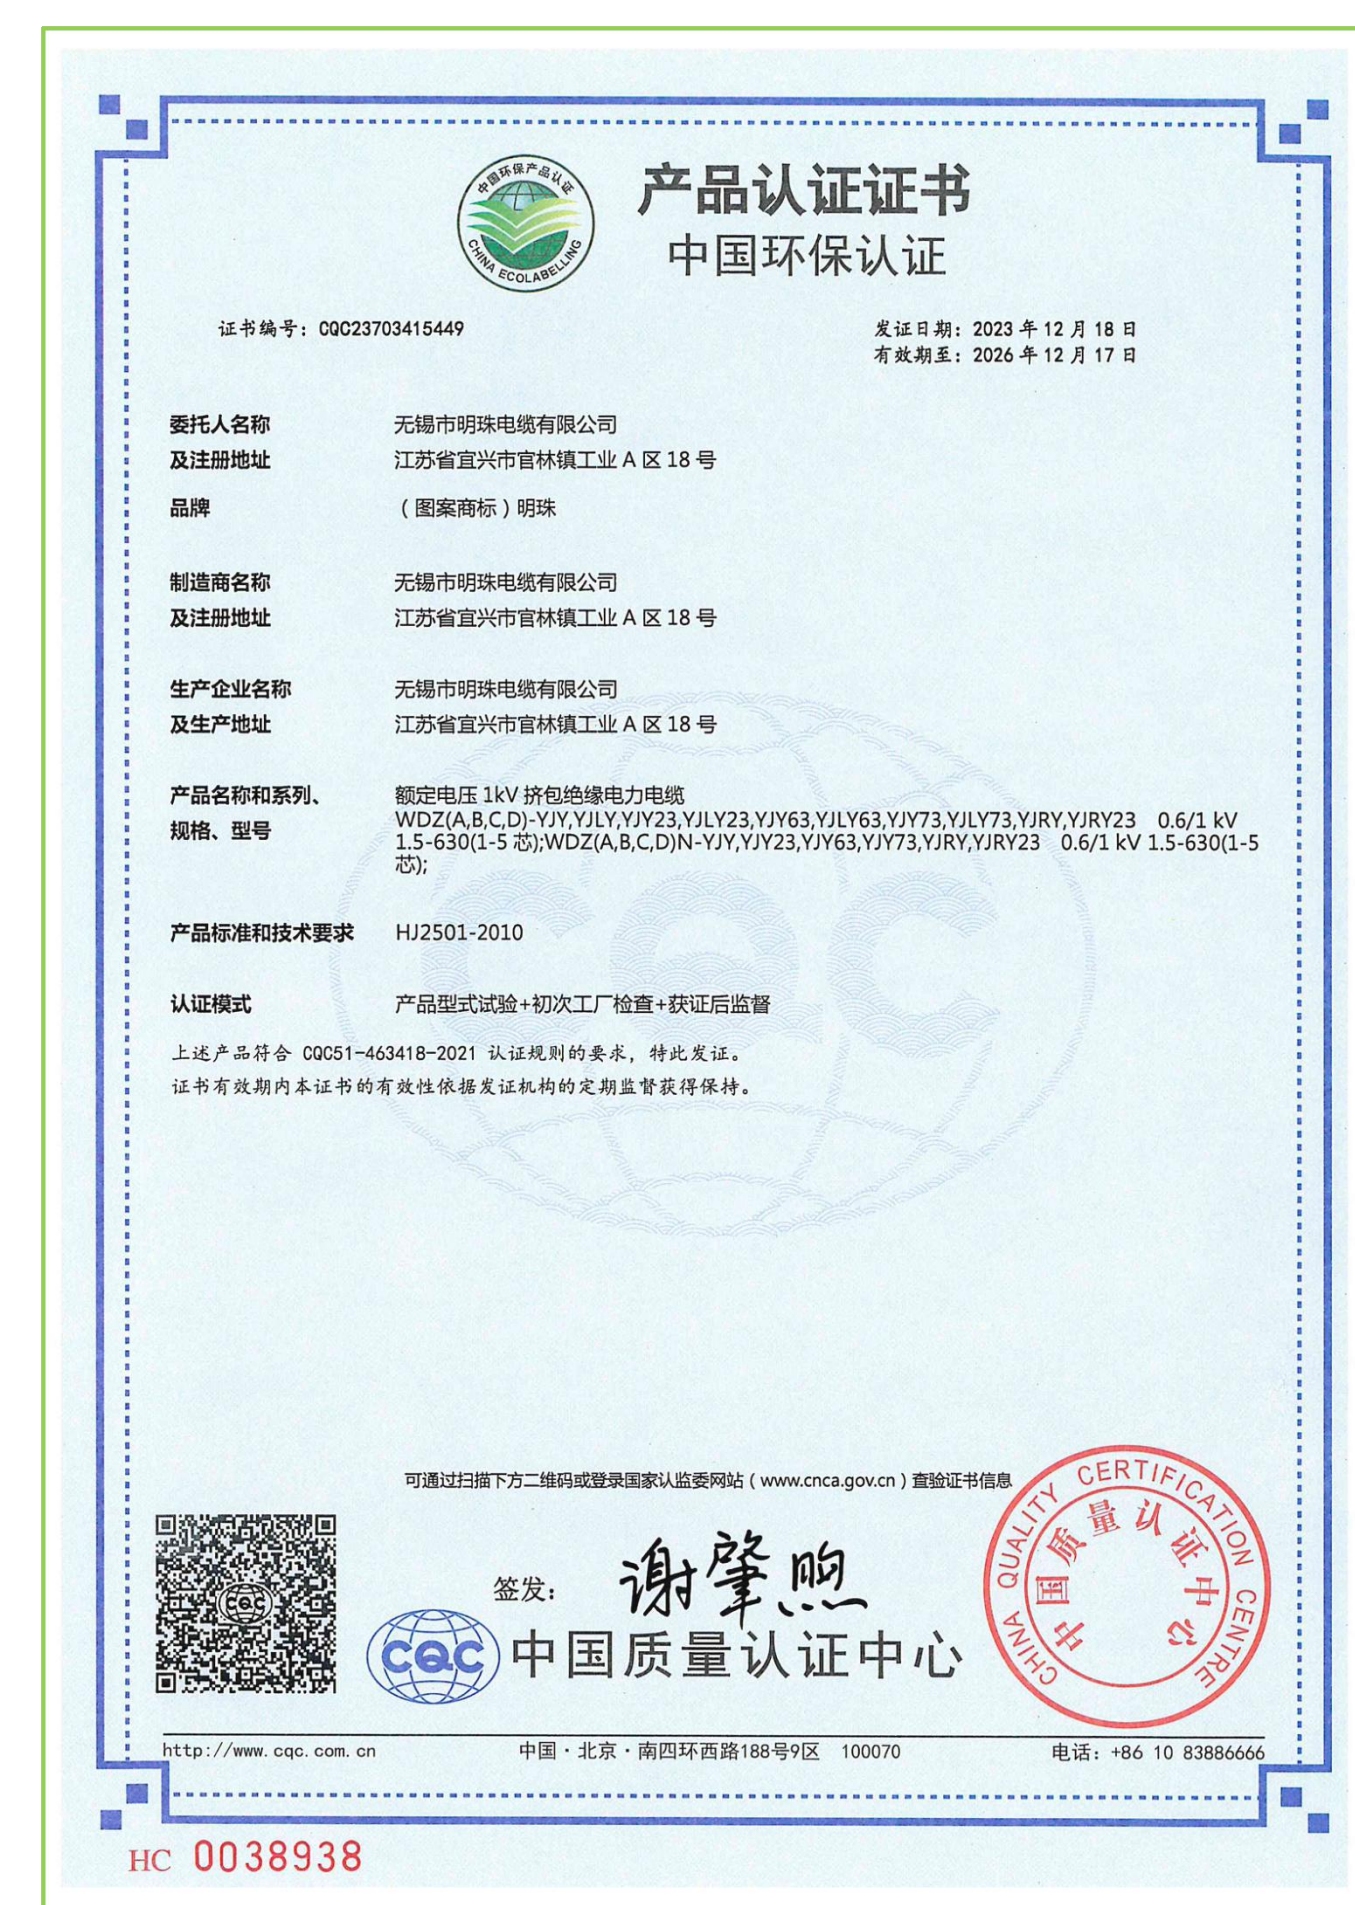 中国环保产品认证
CHINA ECOLABELLING
产品认证证书
中国环保认证
证书编号：CQC23703415449
发证日期：2023 年 12 月 18 日
有效期至：2026 年 12 月 17 日
委托人名称 无锡市明珠电缆有限公司
及注册地址 江苏省宜兴市官林镇工业 A 区 18 号
品牌 （图案商标）明珠
制造商名称 无锡市明珠电缆有限公司
及注册地址 江苏省宜兴市官林镇工业 A 区 18 号
生产企业名称 无锡市明珠电缆有限公司
及生产地址 江苏省宜兴市官林镇工业 A 区 18 号
产品名称和系列、 额定电压 1kV 挤包绝缘电力电缆
规格、型号 WDZ(A,B,C,D)-YJY,YJLY,YJY23,YJLY23,YJY63,YJLY63,YJY73,YJLY73,YJRY,YJRY23 0.6/1 kV
1.5-630(1-5 芯);WDZ(A,B,C,D)N-YJY,YJY23,YJY63,YJY73,YJRY,YJRY23 0.6/1 kV 1.5-630(1-5
芯);
CQC
产品标准和技术要求 HJ2501-2010
认证模式 产品型式试验+初次工厂检查+获证后监督
上述产品符合 CQC51-463418-2021 认证规则的要求，特此发证。
证书有效期内本证书的有效性依据发证机构的定期监督获得保持。
可通过扫描下方二维码或登录国家认监委网站（www.cnca.gov.cn）查验证书信息
CQC
签发： 谢肇煦
CQC 中国质量认证中心
CHINA QUALITY CERTIFICATION CENTRE
中国质量认证中心
http://www.cqc.com.cn 中国·北京·南四环西路188号9区 100070 电话：+86 10 83886666
HC 0038938